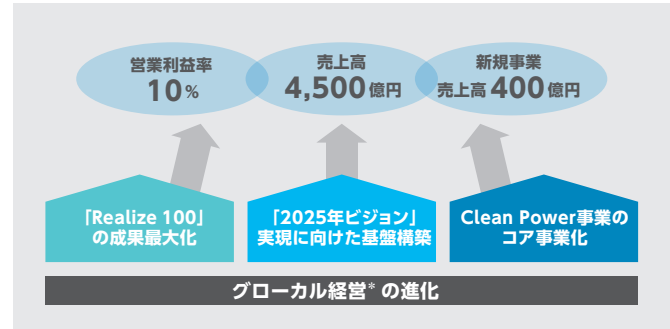 営業利益率
10%
売上高
4,500億円
新規事業
売上高400億円
「Realize 100」
の成果最大化
「2025年ビジョン」
実現に向けた基盤構築
Clean Power事業の
コア事業化
グローカル経営*の進化